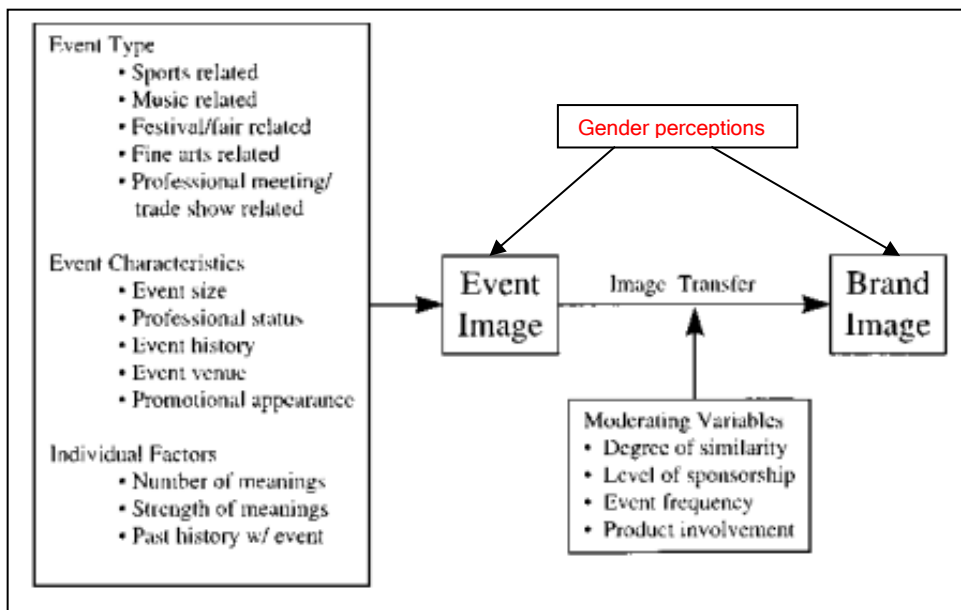 Event Type
• Sports related
• Music related
• Festival/fair related
• Fine arts related
• Professional meeting/
trade show related
Event Characteristics
• Event size
• Professional status
• Event history
• Event venue
• Promotional appearance
Individual Factors
• Number of meanings
• Strength of meanings
• Past history w/ event
Gender perceptions
Event
Image
Image Transfer
Brand
Image
Moderating Variables
• Degree of similarity
• Level of sponsorship
• Event frequency
• Product involvement